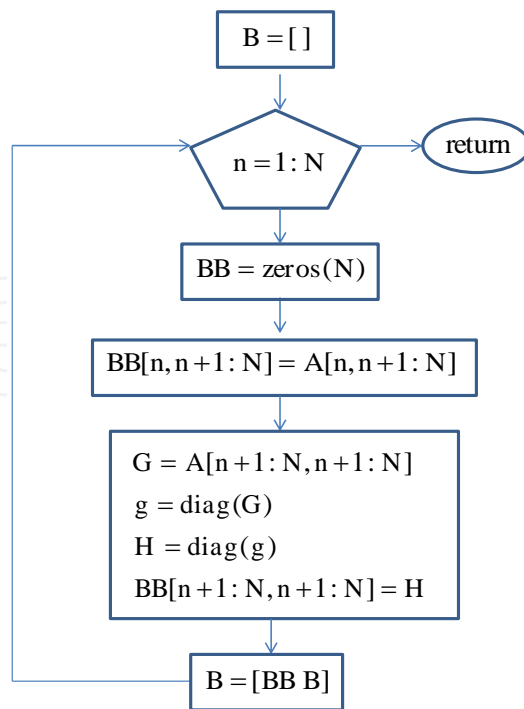 B = [ ]
n = 1: N
return
BB = zeros(N)
BB[n, n+1: N] = A[n, n+1: N]
G = A[n+1: N, n+1: N]
g = diag(G)
H = diag(g)
BB[n+1: N, n+1: N] = H
B = [BB B]